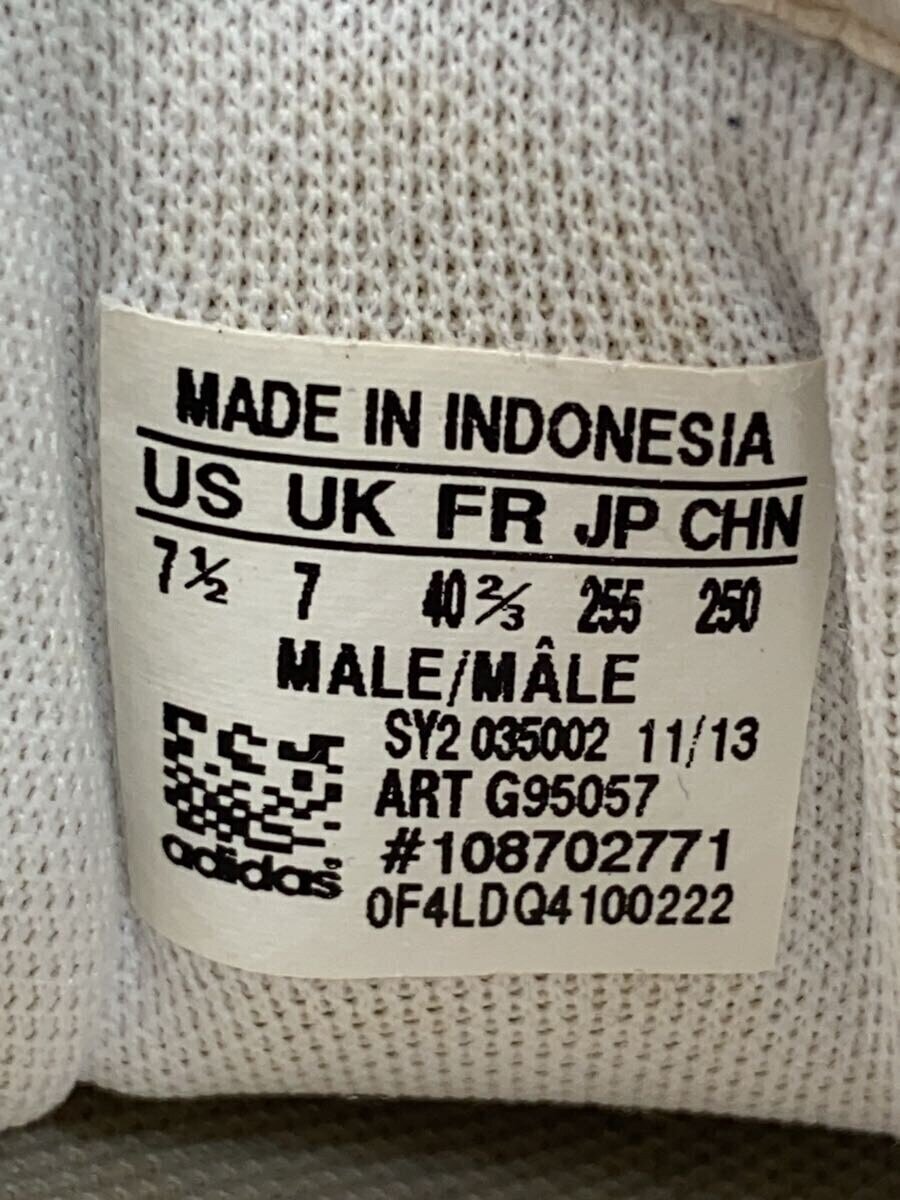 MADE IN INDONESIA
US UK FR JP CHN
7½ 7 40⅔ 255 250
MALE/MÂLE
SY2 035002 11/13
ART G95057
#108702771
0F4LDQ4100222
adidas